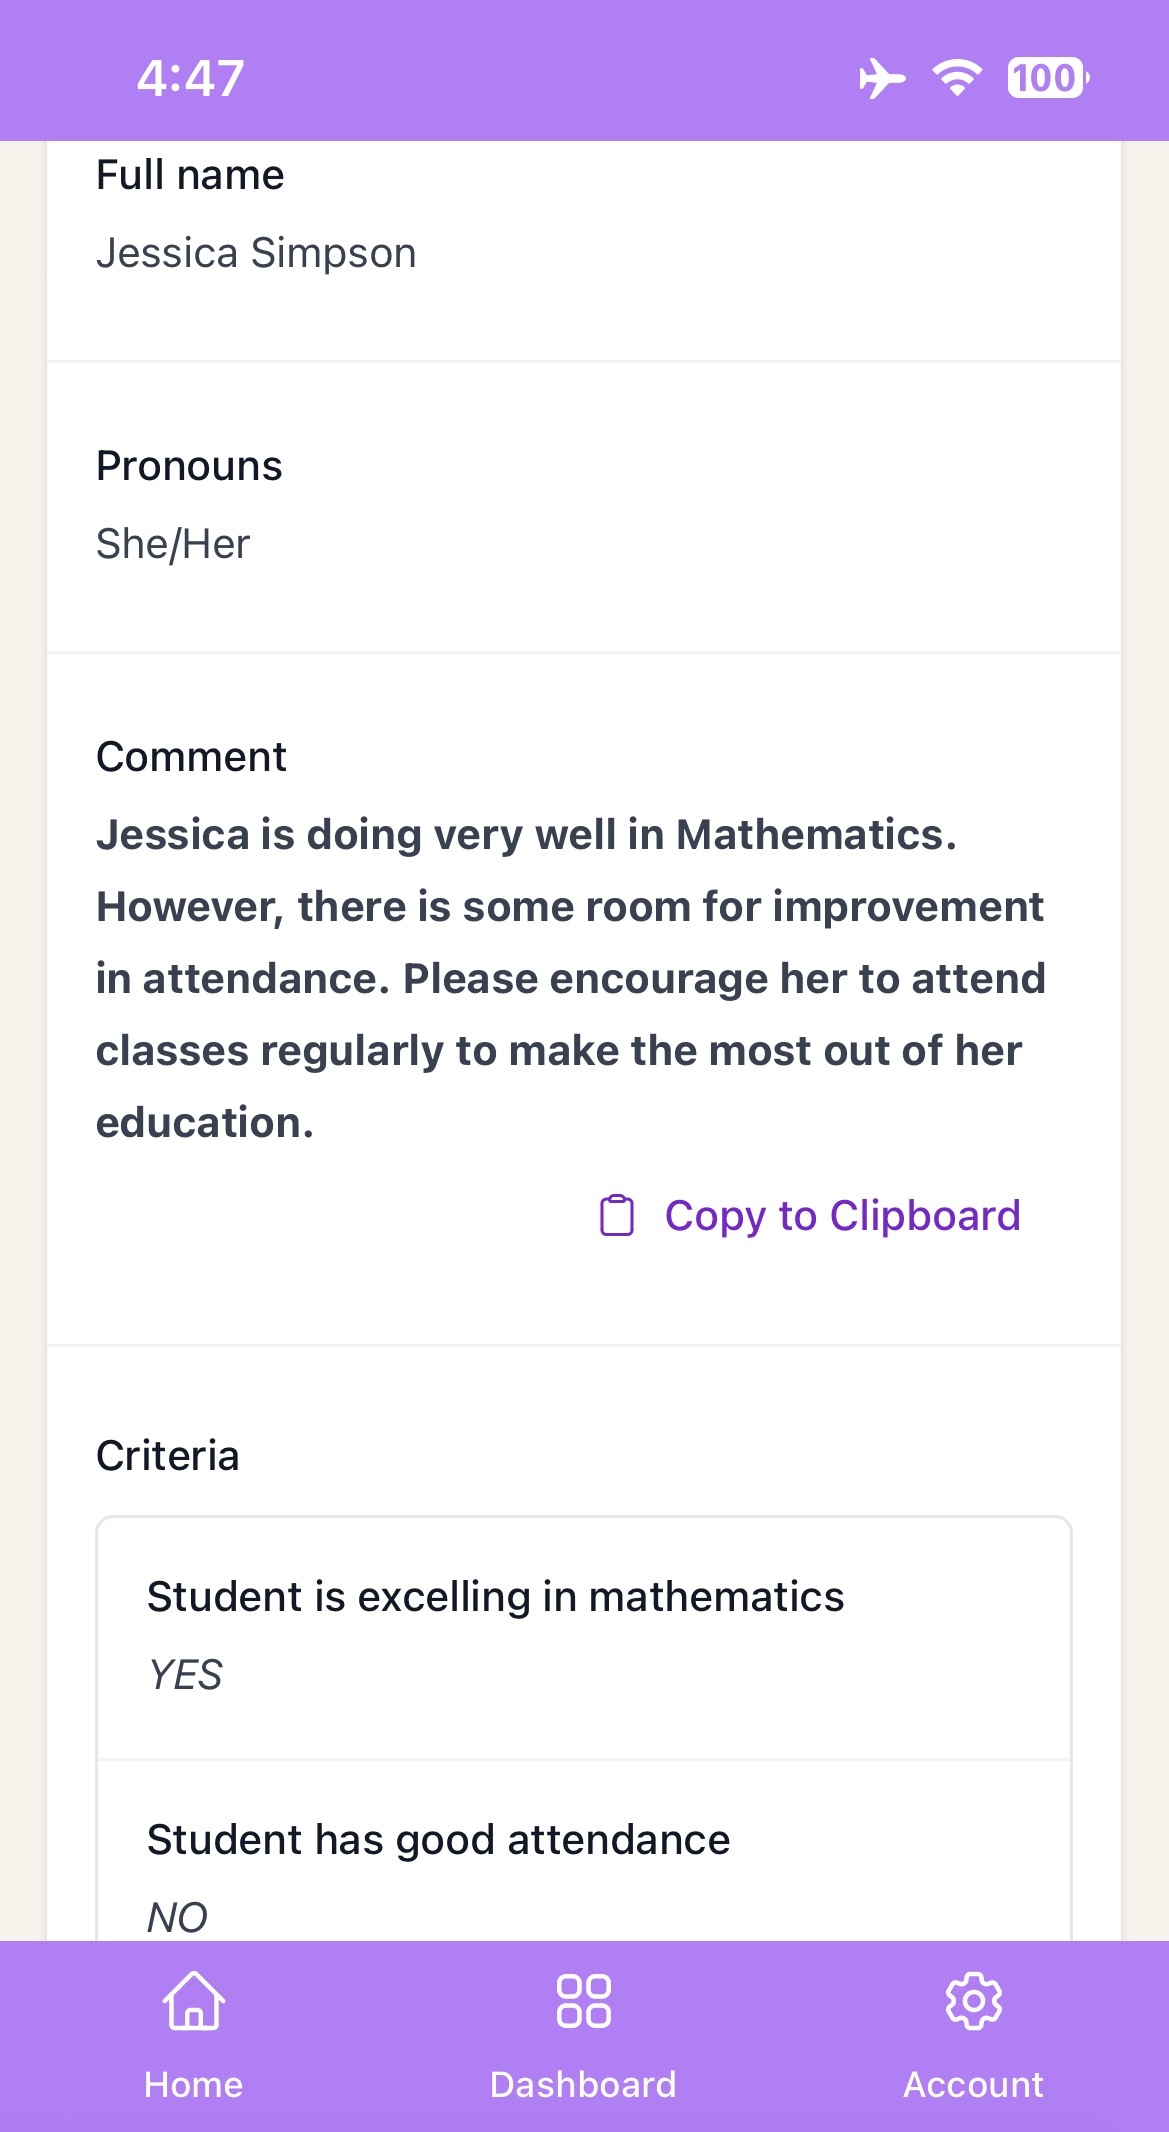 4:47
100
Full name
Jessica Simpson
Pronouns
She/Her
Comment
Jessica is doing very well in Mathematics.
However, there is some room for improvement
in attendance. Please encourage her to attend
classes regularly to make the most out of her
education.
Copy to Clipboard
Criteria
Student is excelling in mathematics
YES
Student has good attendance
NO
Home
Dashboard
Account